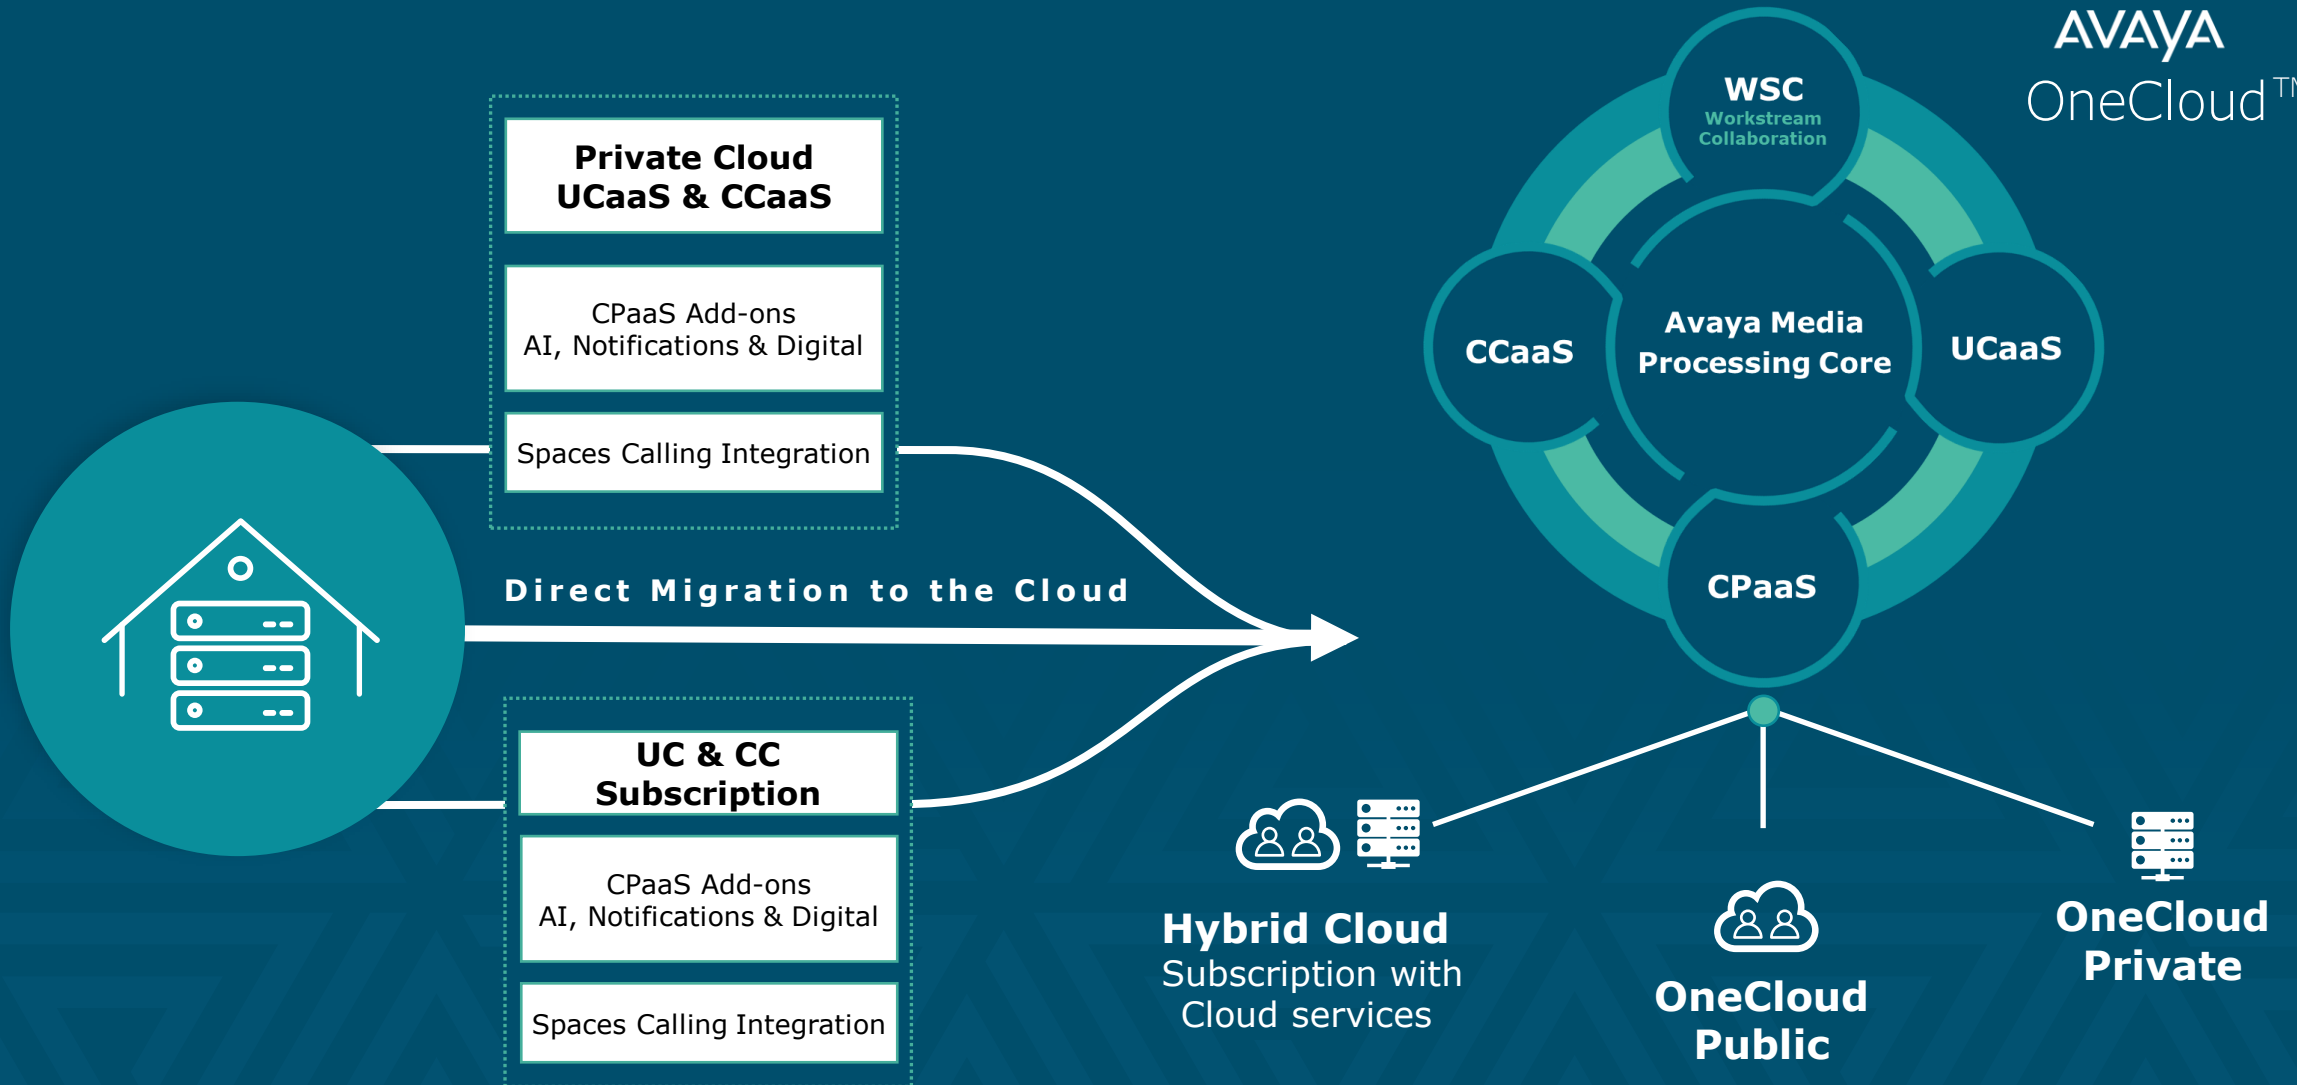 AVAYA
OneCloud™
Private Cloud
UCaaS & CCaaS
CPaaS Add-ons
AI, Notifications & Digital
Spaces Calling Integration
Direct Migration to the Cloud
UC & CC
Subscription
CPaaS Add-ons
AI, Notifications & Digital
Spaces Calling Integration
WSC
Workstream
Collaboration
CCaaS
Avaya Media
Processing Core
UCaaS
CPaaS
Hybrid Cloud
Subscription with
Cloud services
OneCloud
Public
OneCloud
Private